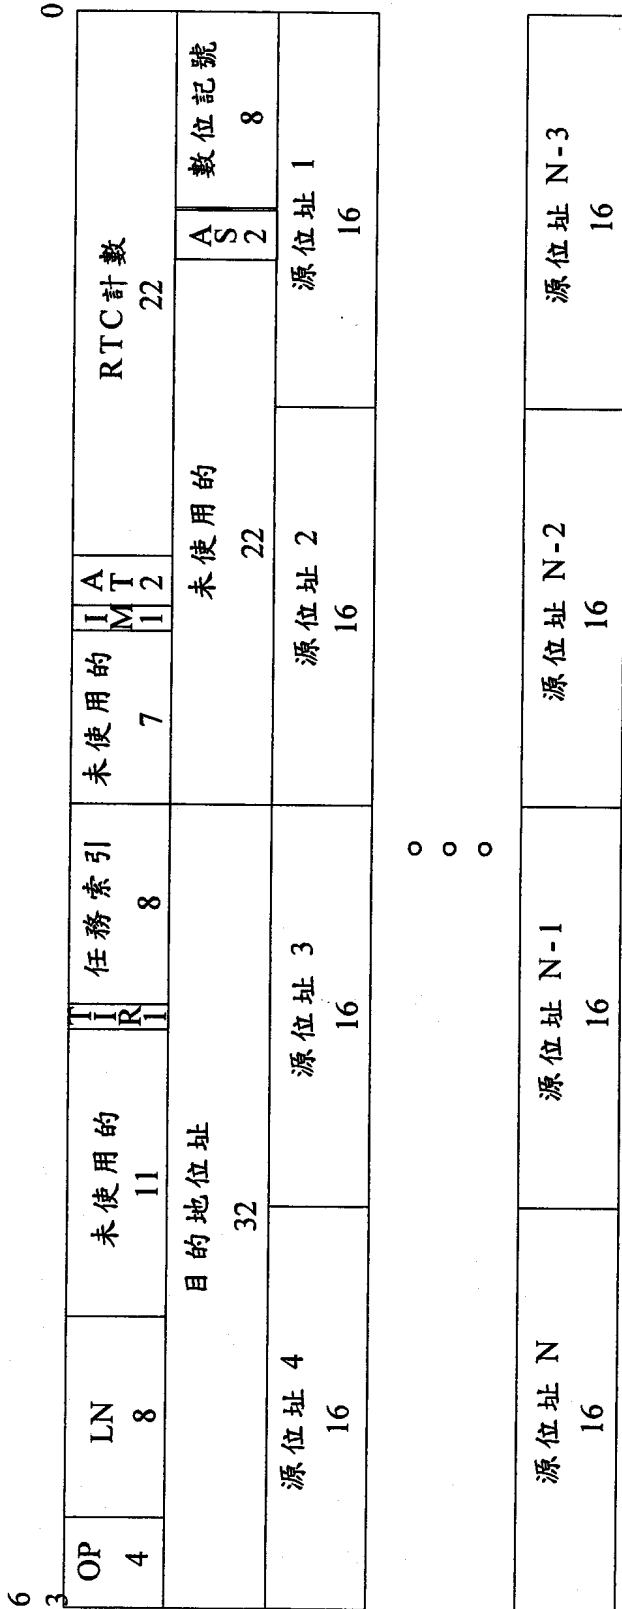 63
0
OP
4
LN
8
未使用的
11
TIR
1
任務索引
8
未使用的
7
IM
1
AT
2
RTC計數
22
目的地位址
32
未使用的
22
AS
2
數位記號
8
源位址 4
16
源位址 3
16
源位址 2
16
源位址 1
16
源位址 N
16
源位址 N-1
16
源位址 N-2
16
源位址 N-3
16